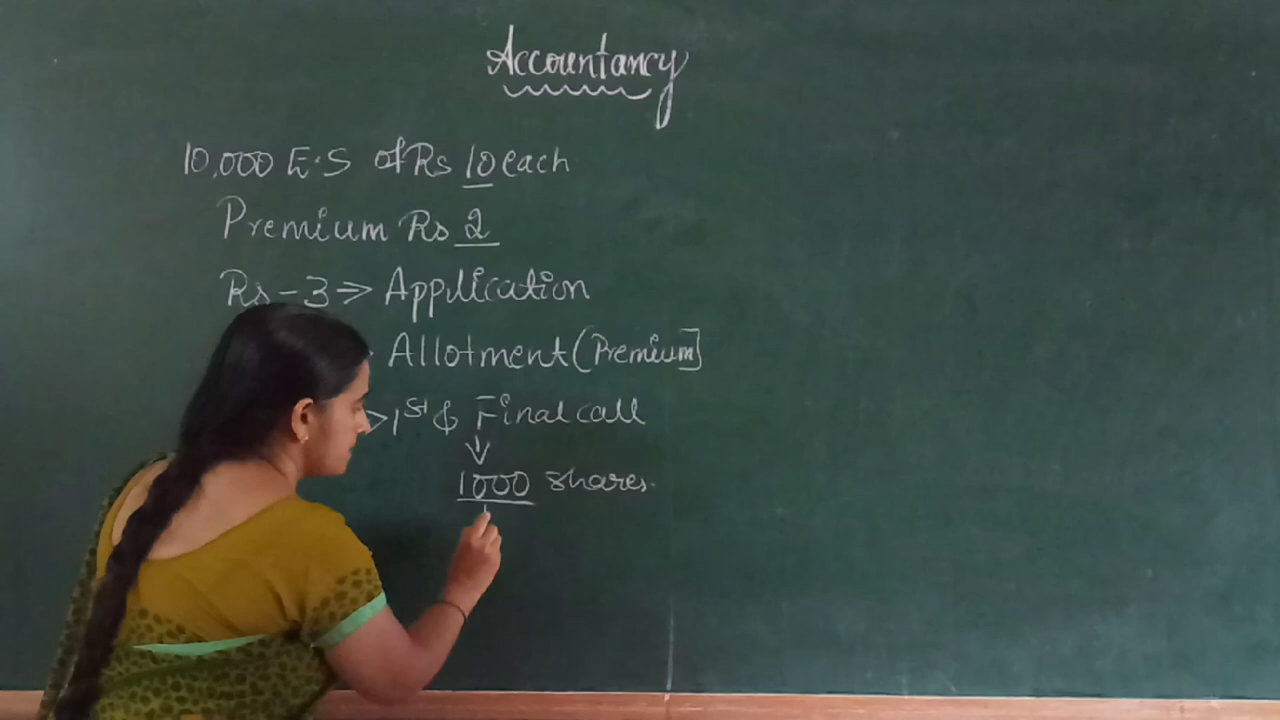 Accountancy
10,000 E.S of Rs 10 each
Premium Rs 2
Rs - 3 => Application
Allotment (Premium]
> 1st & Final call
↓
1000 shares.